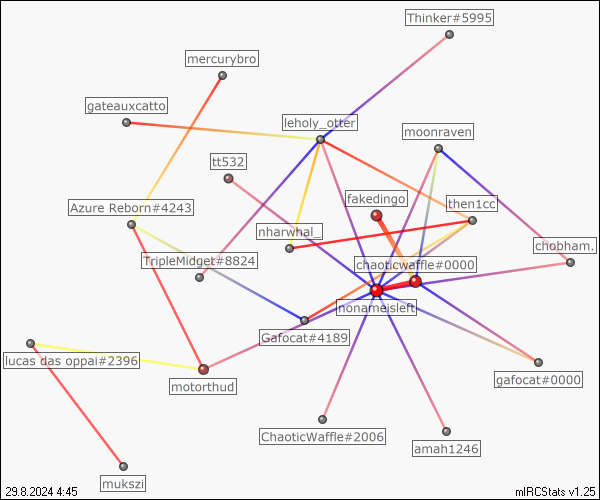 Thinker#5995
mercurybro
gateauxcatto
leholy_otter
moonraven
tt532
fakedingo
then1cc
Azure Reborn#4243
nharwhal_
chobham.
TripleMidget#8824
chaoticwaffle#0000
nonameisleft
Gafocat#4189
lucas das oppai#2396
motorthud
gafocat#0000
ChaoticWaffle#2006
amah1246
mukszi
29.8.2024 4:45
mIRCStats v1.25